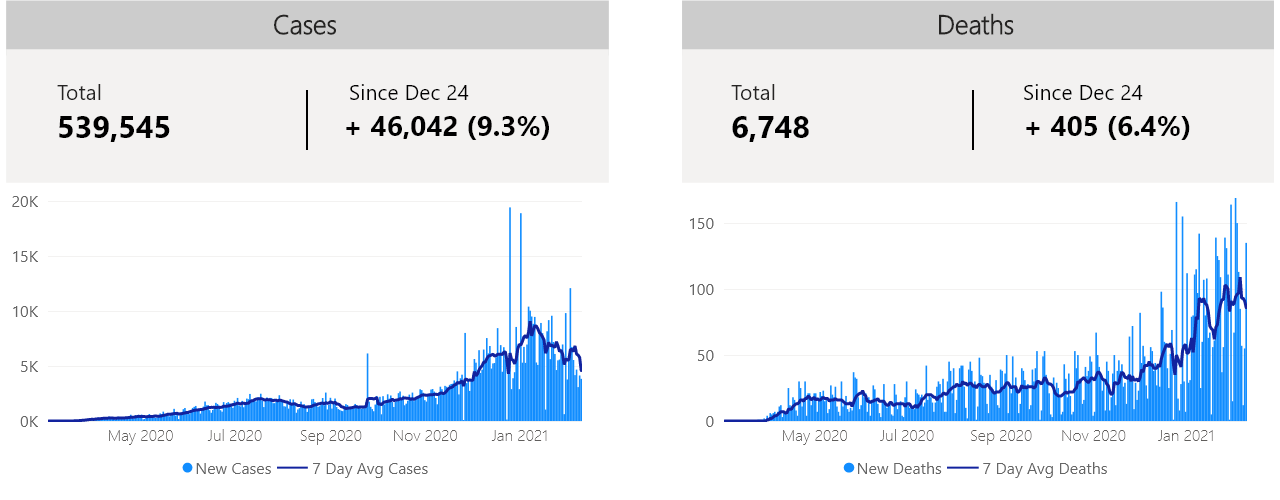 Cases
Total
539,545
Since Dec 24
+ 46,042 (9.3%)
20K
15K
10K
5K
0K
May 2020 Jul 2020 Sep 2020 Nov 2020 Jan 2021
New Cases 7 Day Avg Cases
Deaths
Total
6,748
Since Dec 24
+ 405 (6.4%)
150
100
50
0
May 2020 Jul 2020 Sep 2020 Nov 2020 Jan 2021
New Deaths 7 Day Avg Deaths